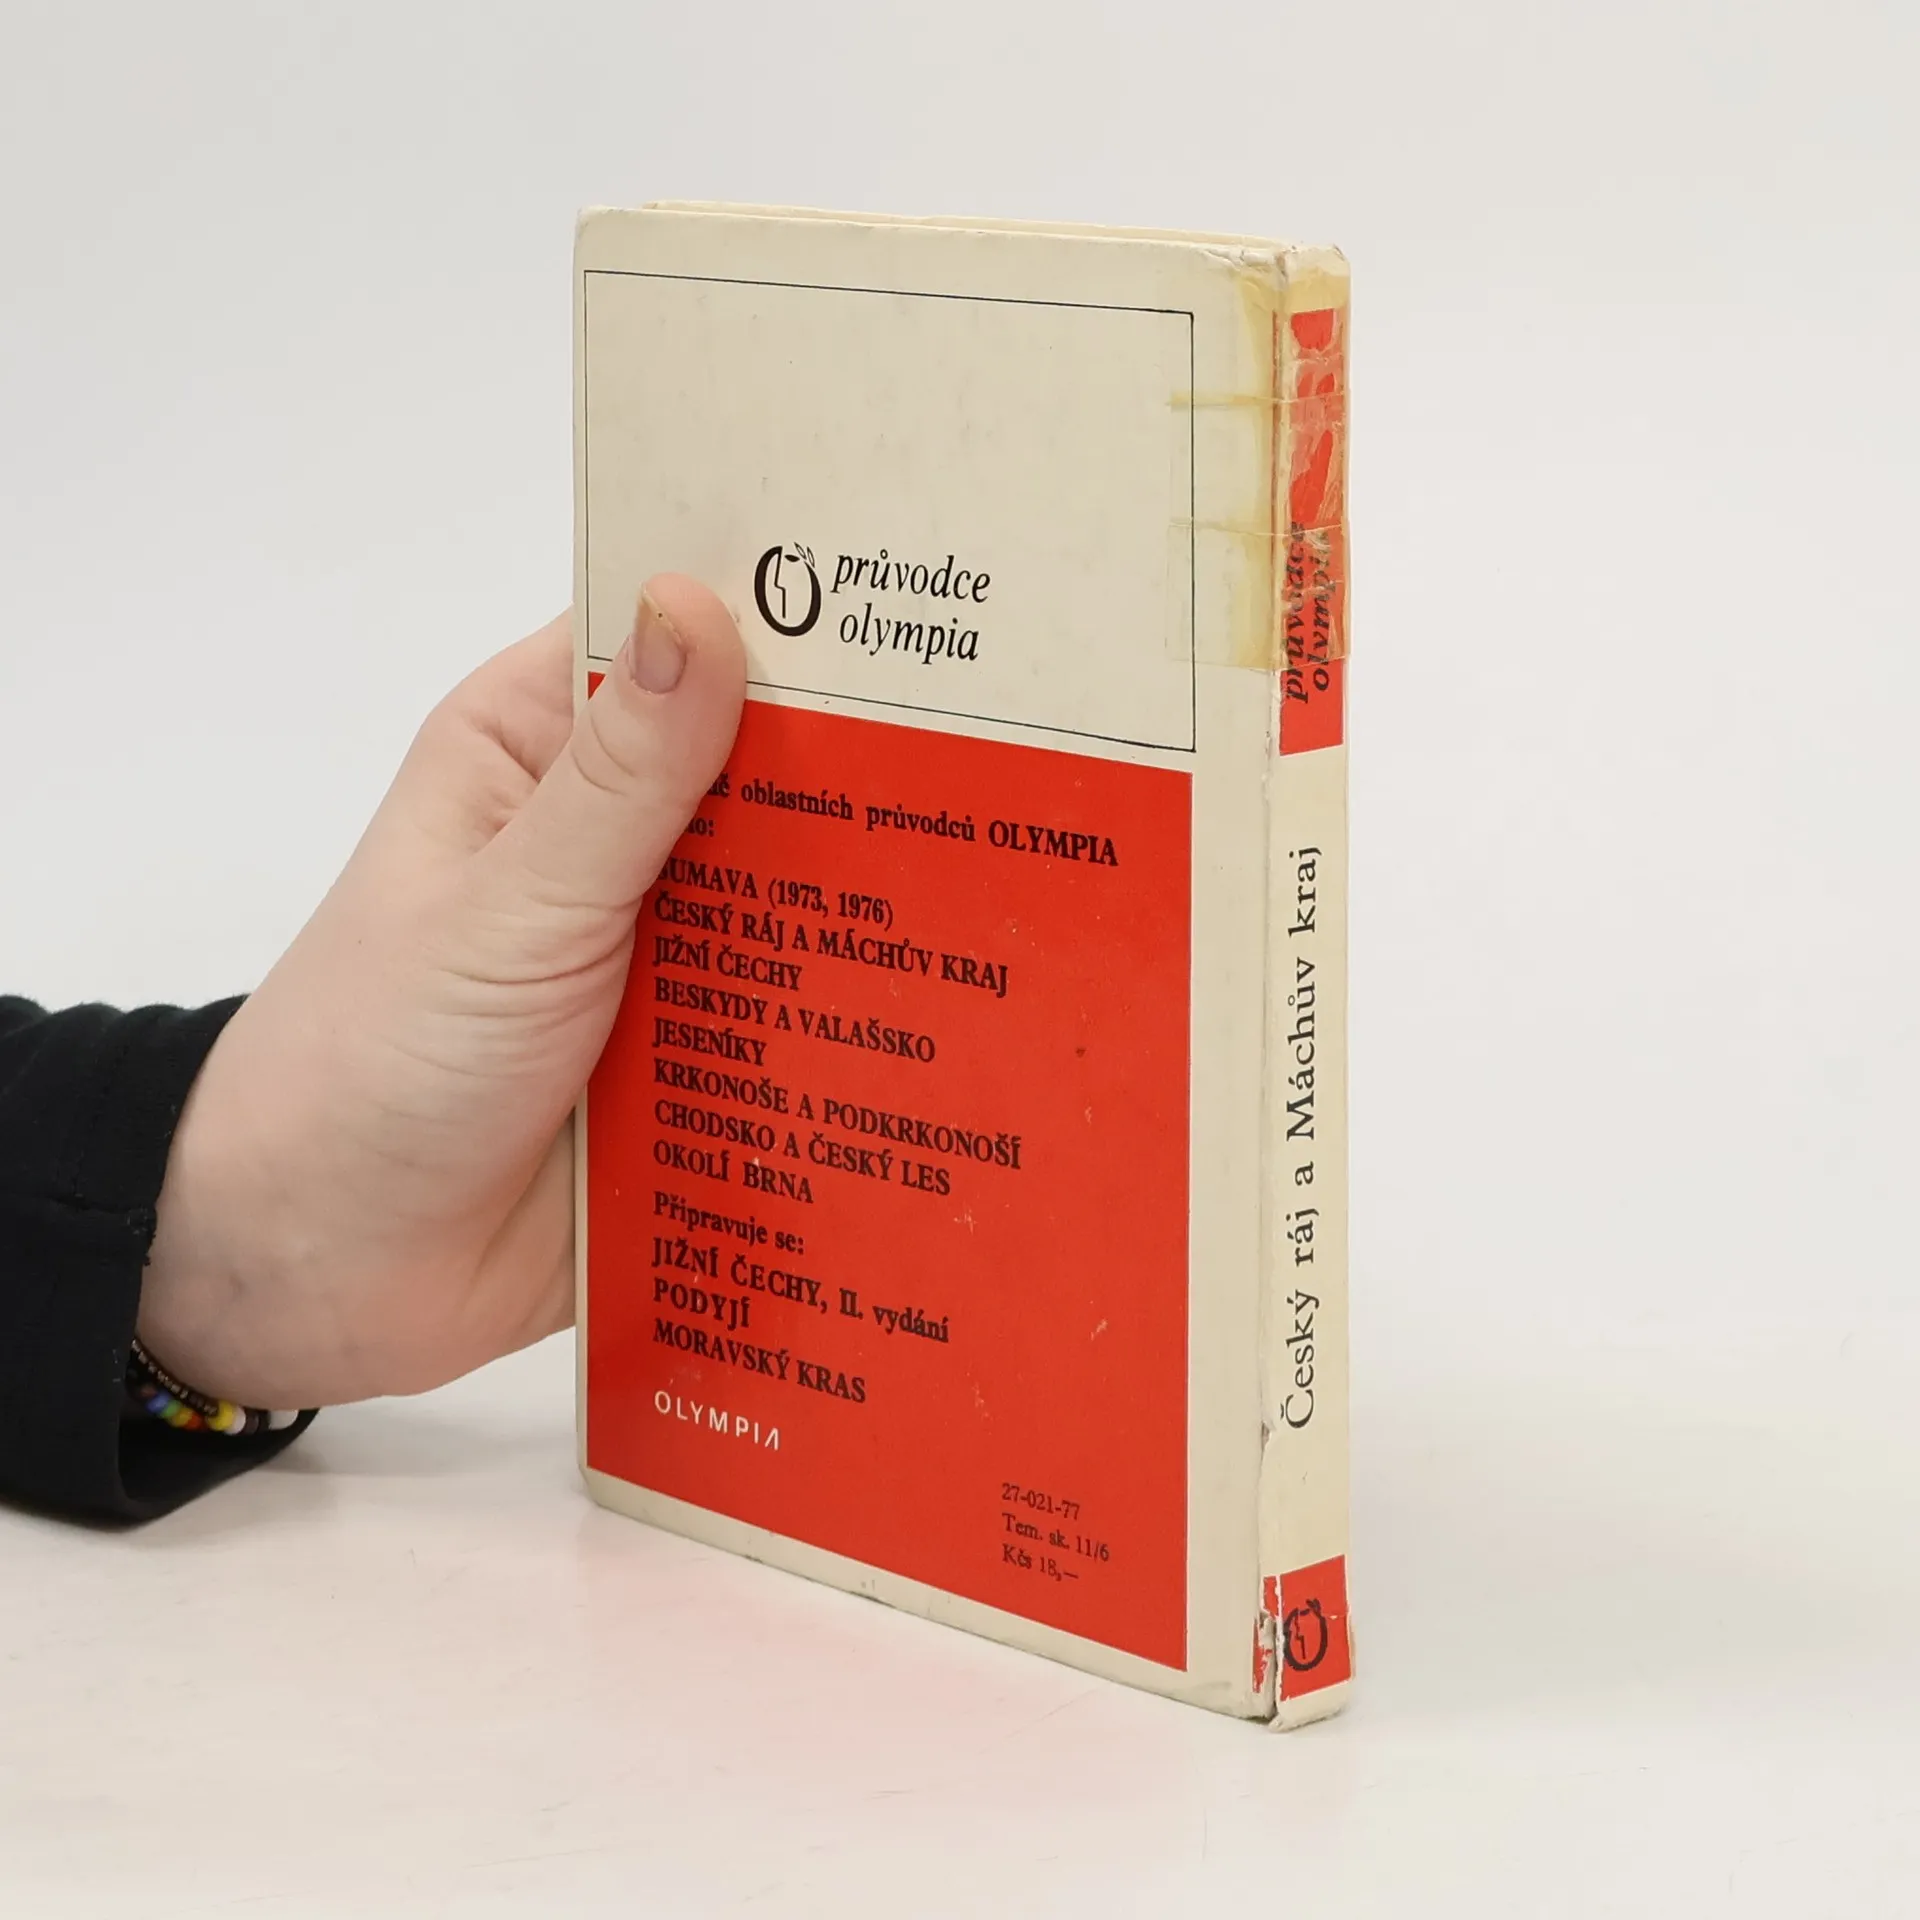 průvodce
olympia
oblastních průvodců OLYMPIA
ŠUMAVA (1973, 1976)
ČESKÝ RÁJ A MÁCHŮV KRAJ
JIŽNÍ ČECHY
BESKYDY A VALAŠSKO
JESENÍKY
KRKONOŠE A PODKRKONOŠÍ
CHODSKO A ČESKÝ LES
OKOLÍ BRNA
Připravuje se:
JIŽNÍ ČECHY, II. vydání
PODYJÍ
MORAVSKÝ KRAS
OLYMPIA
27-021-77
Tem. sk. 11/6
Kčs 18,—
průvodce
olympia
Český ráj a Máchův kraj